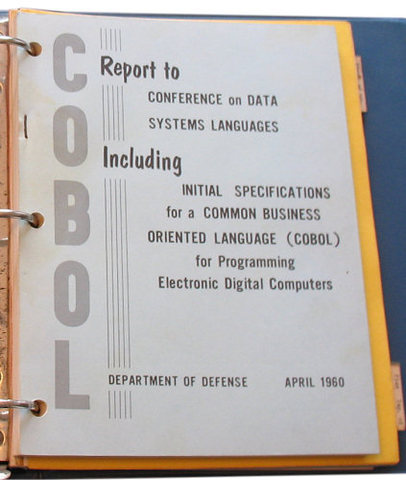 COBOL
Report to
CONFERENCE on DATA
SYSTEMS LANGUAGES
Including
INITIAL SPECIFICATIONS
for a COMMON BUSINESS
ORIENTED LANGUAGE (COBOL)
for Programming
Electronic Digital Computers
DEPARTMENT OF DEFENSE APRIL 1960